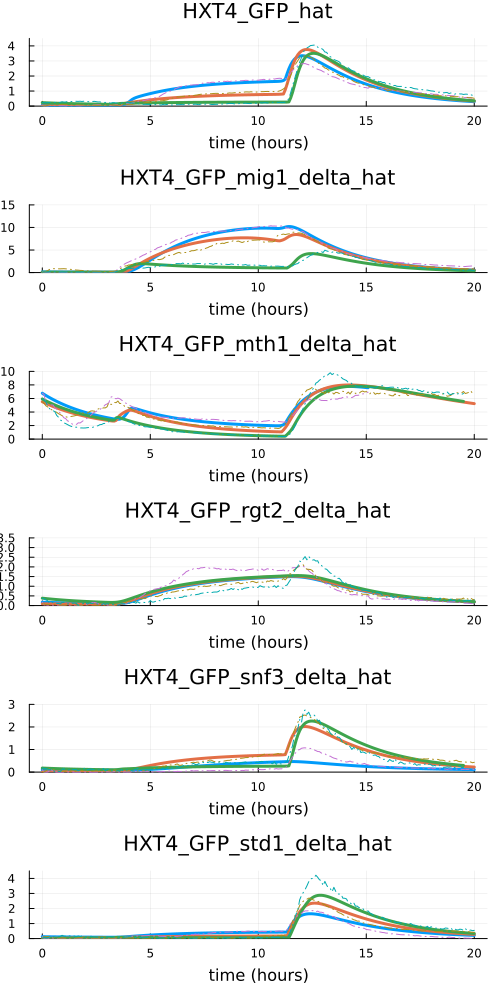 HXT4_GFP_hat
4
3
2
1
0
0 5 10 15 20
time (hours)
HXT4_GFP_mig1_delta_hat
15
10
5
0
0 5 10 15 20
time (hours)
HXT4_GFP_mth1_delta_hat
10
8
6
4
2
0
0 5 10 15 20
time (hours)
HXT4_GFP_rgt2_delta_hat
3.5
3.0
2.5
2.0
1.5
1.0
0.5
0.0
0 5 10 15 20
time (hours)
HXT4_GFP_snf3_delta_hat
3
2
1
0
0 5 10 15 20
time (hours)
HXT4_GFP_std1_delta_hat
4
3
2
1
0
0 5 10 15 20
time (hours)